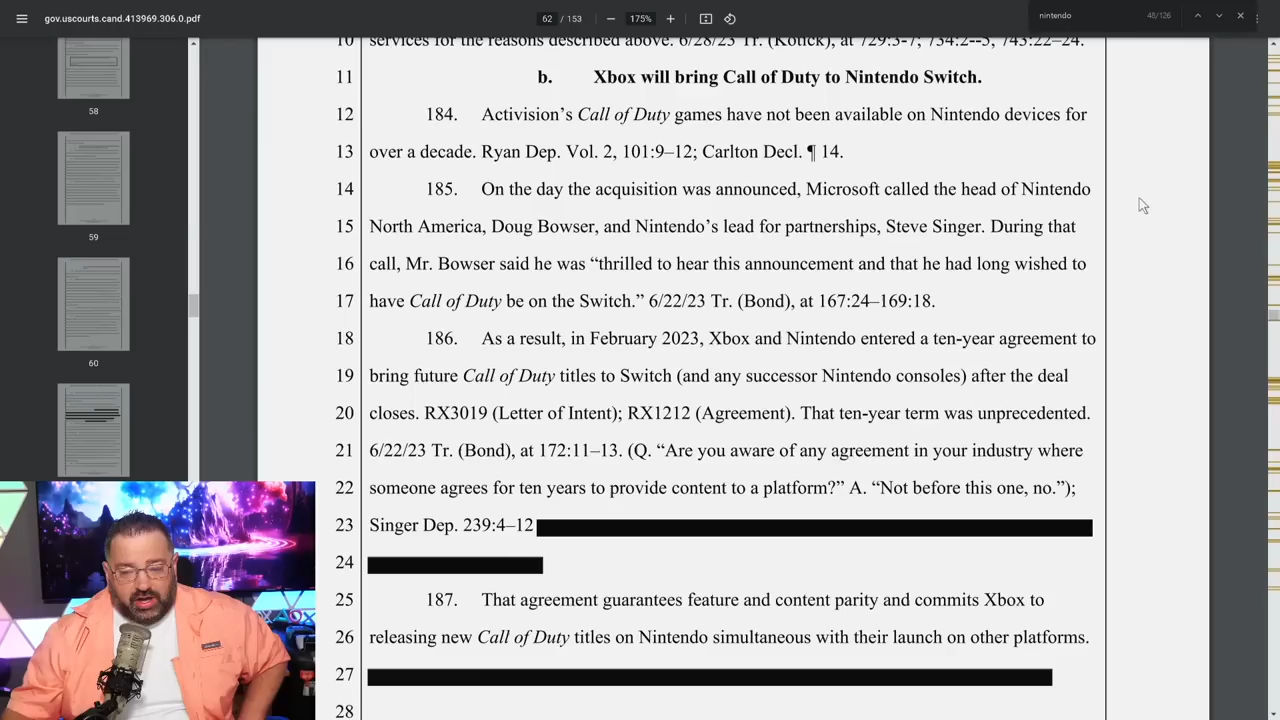 gov.uscourts.cand.413969.306.0.pdf
62 / 153
175%
nintendo
48/126
58
59
60
10 services for the reasons described above. 6/28/23 Tr. (Kotick), at 729:3-7; 734:2--5, 743:22–24.
11 b. Xbox will bring Call of Duty to Nintendo Switch.
12 184. Activision’s Call of Duty games have not been available on Nintendo devices for
13 over a decade. Ryan Dep. Vol. 2, 101:9–12; Carlton Decl. ¶ 14.
14 185. On the day the acquisition was announced, Microsoft called the head of Nintendo
15 North America, Doug Bowser, and Nintendo’s lead for partnerships, Steve Singer. During that
16 call, Mr. Bowser said he was “thrilled to hear this announcement and that he had long wished to
17 have Call of Duty be on the Switch.” 6/22/23 Tr. (Bond), at 167:24–169:18.
18 186. As a result, in February 2023, Xbox and Nintendo entered a ten-year agreement to
19 bring future Call of Duty titles to Switch (and any successor Nintendo consoles) after the deal
20 closes. RX3019 (Letter of Intent); RX1212 (Agreement). That ten-year term was unprecedented.
21 6/22/23 Tr. (Bond), at 172:11–13. (Q. “Are you aware of any agreement in your industry where
22 someone agrees for ten years to provide content to a platform?” A. “Not before this one, no.”);
23 Singer Dep. 239:4–12
24
25 187. That agreement guarantees feature and content parity and commits Xbox to
26 releasing new Call of Duty titles on Nintendo simultaneous with their launch on other platforms.
27
28